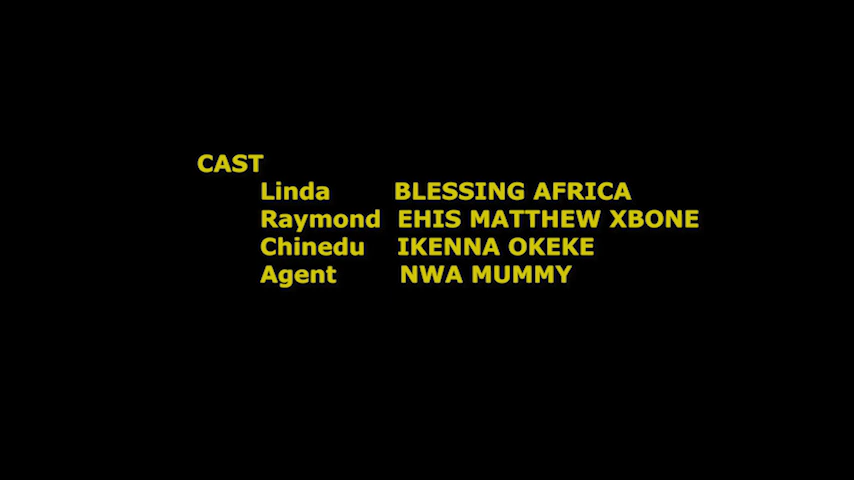 CAST
Linda BLESSING AFRICA
Raymond EHIS MATTHEW XBONE
Chinedu IKENNA OKEKE
Agent NWA MUMMY